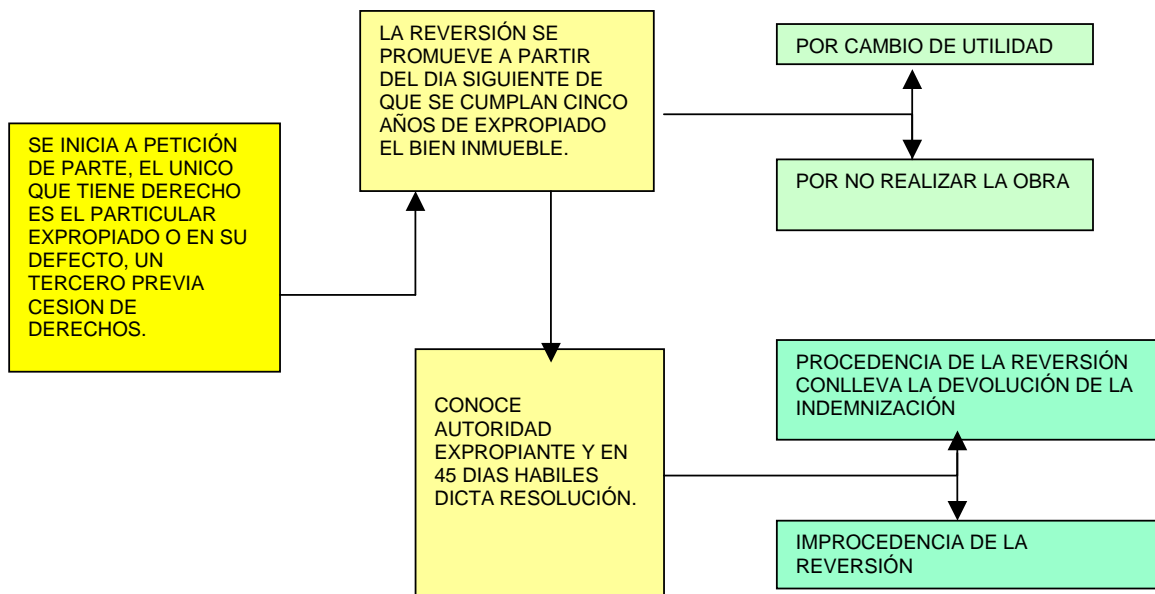 SE INICIA A PETICIÓN
DE PARTE, EL UNICO
QUE TIENE DERECHO
ES EL PARTICULAR
EXPROPIADO O EN SU
DEFECTO, UN
TERCERO PREVIA
CESION DE
DERECHOS.
LA REVERSIÓN SE
PROMUEVE A PARTIR
DEL DIA SIGUIENTE DE
QUE SE CUMPLAN CINCO
AÑOS DE EXPROPIADO
EL BIEN INMUEBLE.
POR CAMBIO DE UTILIDAD
POR NO REALIZAR LA OBRA
CONOCE
AUTORIDAD
EXPROPIANTE Y EN
45 DIAS HABILES
DICTA RESOLUCIÓN.
PROCEDENCIA DE LA REVERSIÓN
CONLLEVA LA DEVOLUCIÓN DE LA
INDEMNIZACIÓN
IMPROCEDENCIA DE LA
REVERSIÓN